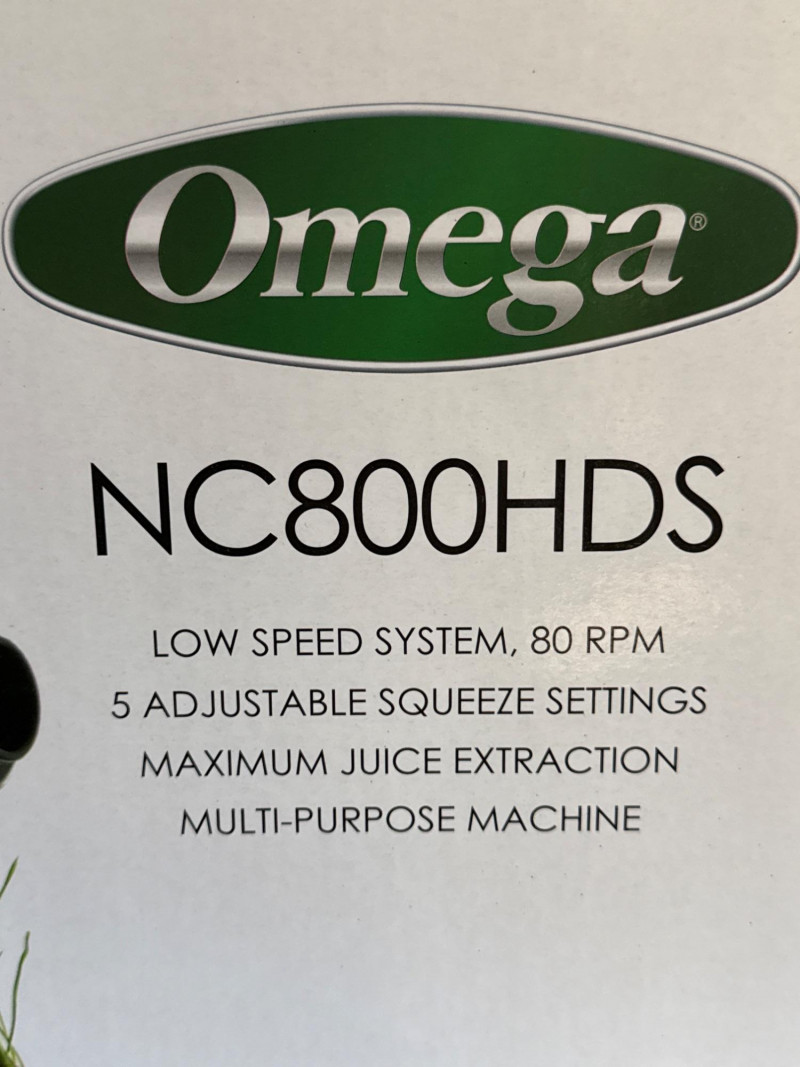 Omega®
NC800HDS
LOW SPEED SYSTEM, 80 RPM
5 ADJUSTABLE SQUEEZE SETTINGS
MAXIMUM JUICE EXTRACTION
MULTI-PURPOSE MACHINE